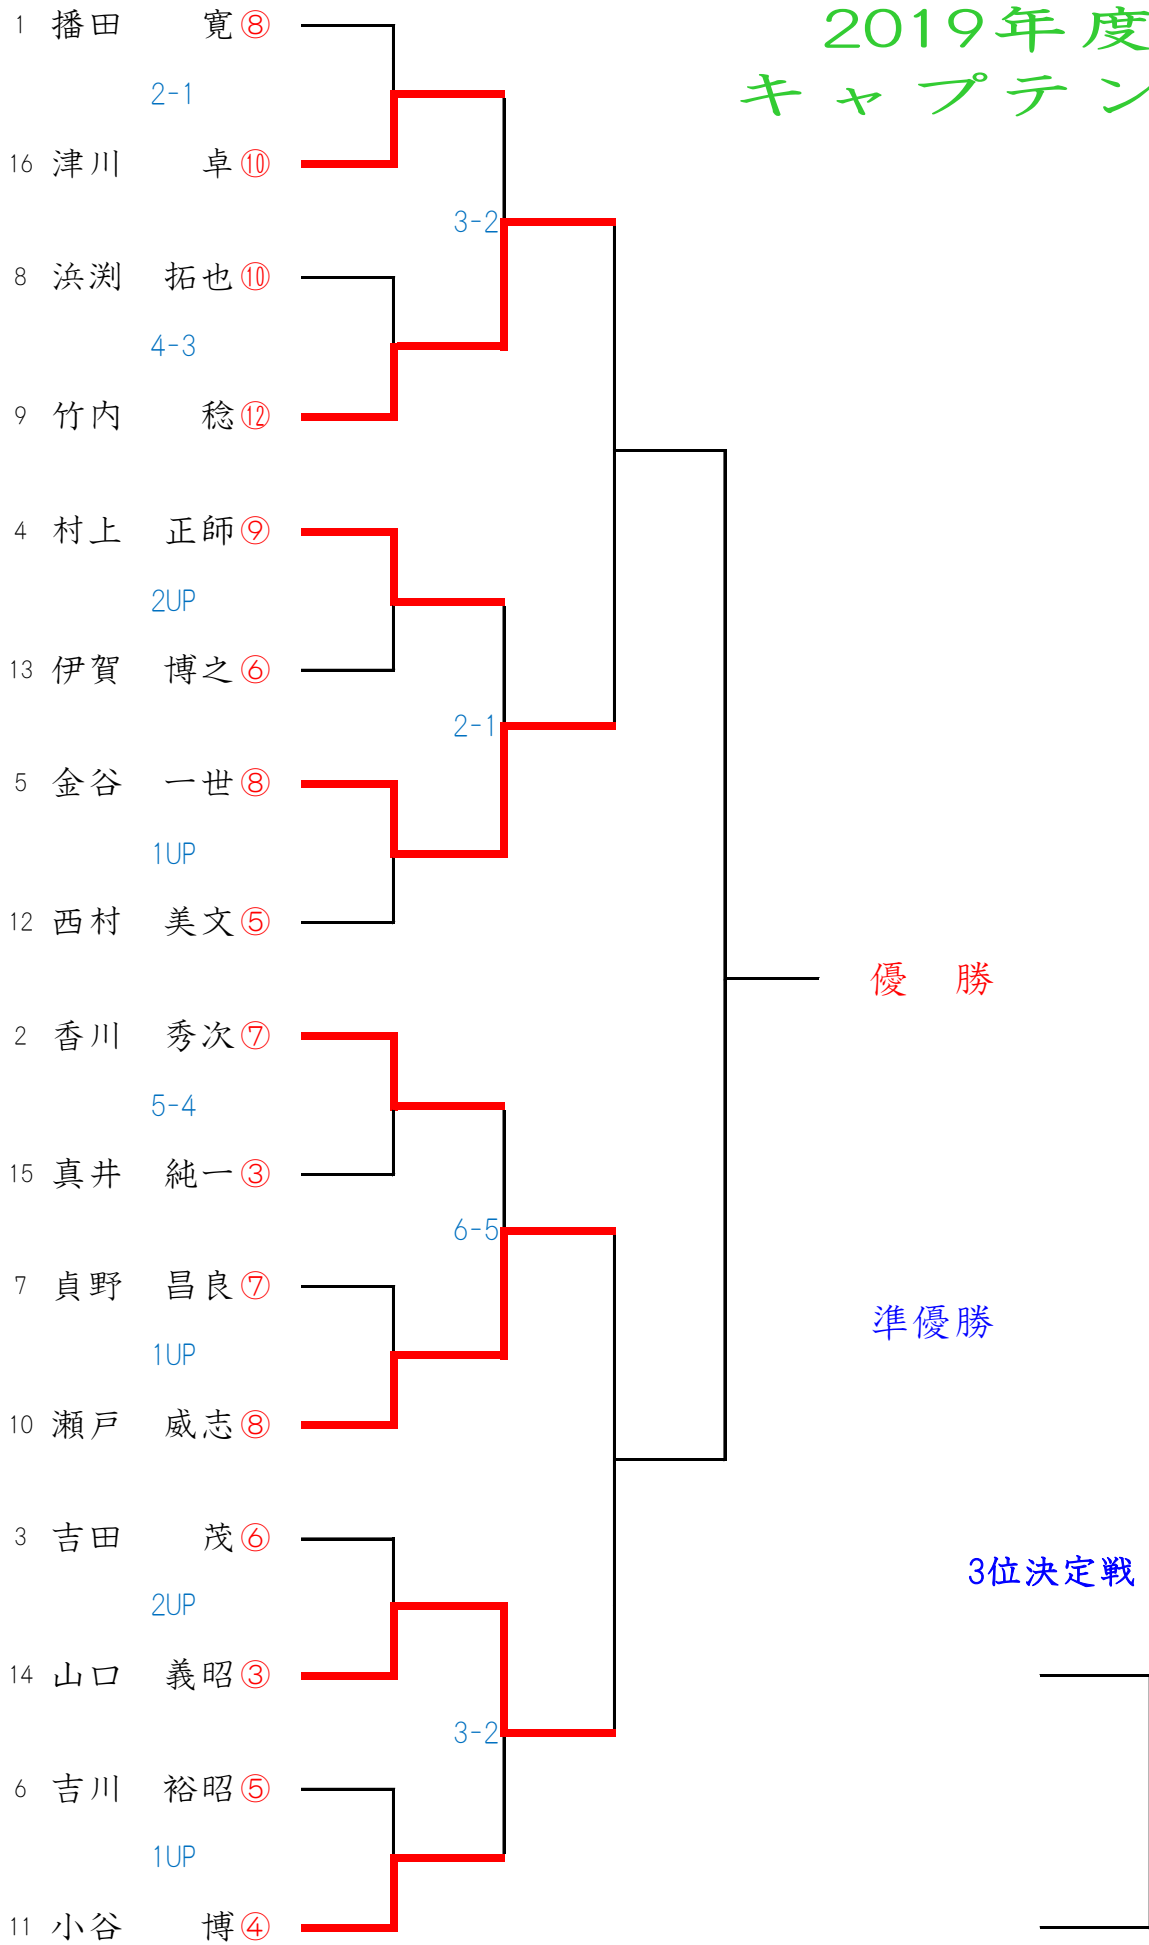 2019年度
キャプテン
1 播田 寛⑧
2-1
16 津川 卓⑩
3-2
8 浜渕 拓也⑩
4-3
9 竹内 稔⑫
4 村上 正師⑨
2UP
13 伊賀 博之⑥
2-1
5 金谷 一世⑧
1UP
12 西村 美文⑤
優 勝
2 香川 秀次⑦
5-4
15 真井 純一③
6-5
7 貞野 昌良⑦
準優勝
1UP
10 瀬戸 威志⑧
3 吉田 茂⑥
3位決定戦
2UP
14 山口 義昭③
3-2
6 吉川 裕昭⑤
1UP
11 小谷 博④